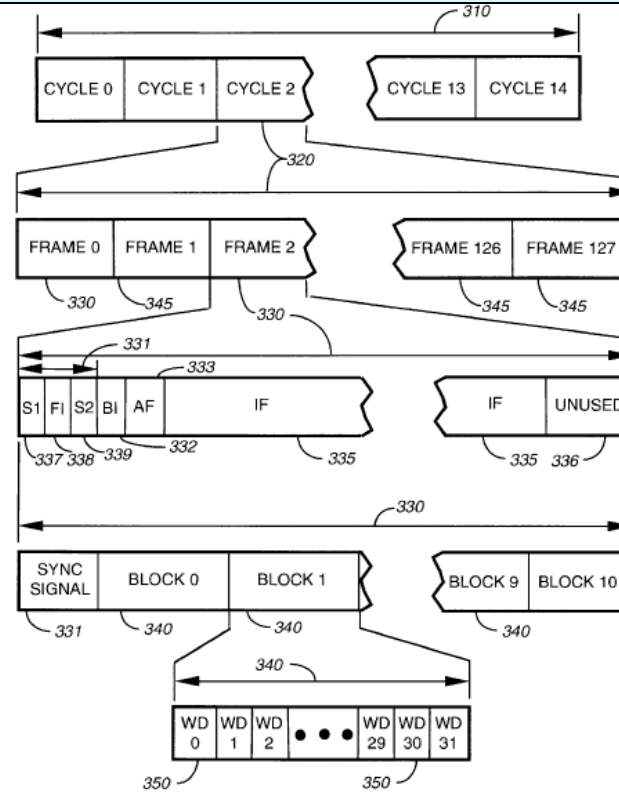 310
CYCLE 0 CYCLE 1 CYCLE 2 CYCLE 13 CYCLE 14
320
FRAME 0 FRAME 1 FRAME 2 FRAME 126 FRAME 127
330 345 330 345 345
331 333
S1 FI S2 BI AF IF IF UNUSED
337 338 339 332 335 335 336
330
SYNC SIGNAL BLOCK 0 BLOCK 1 BLOCK 9 BLOCK 10
331 340 340 340
340
WD 0 WD 1 WD 2 WD 29 WD 30 WD 31
350 350